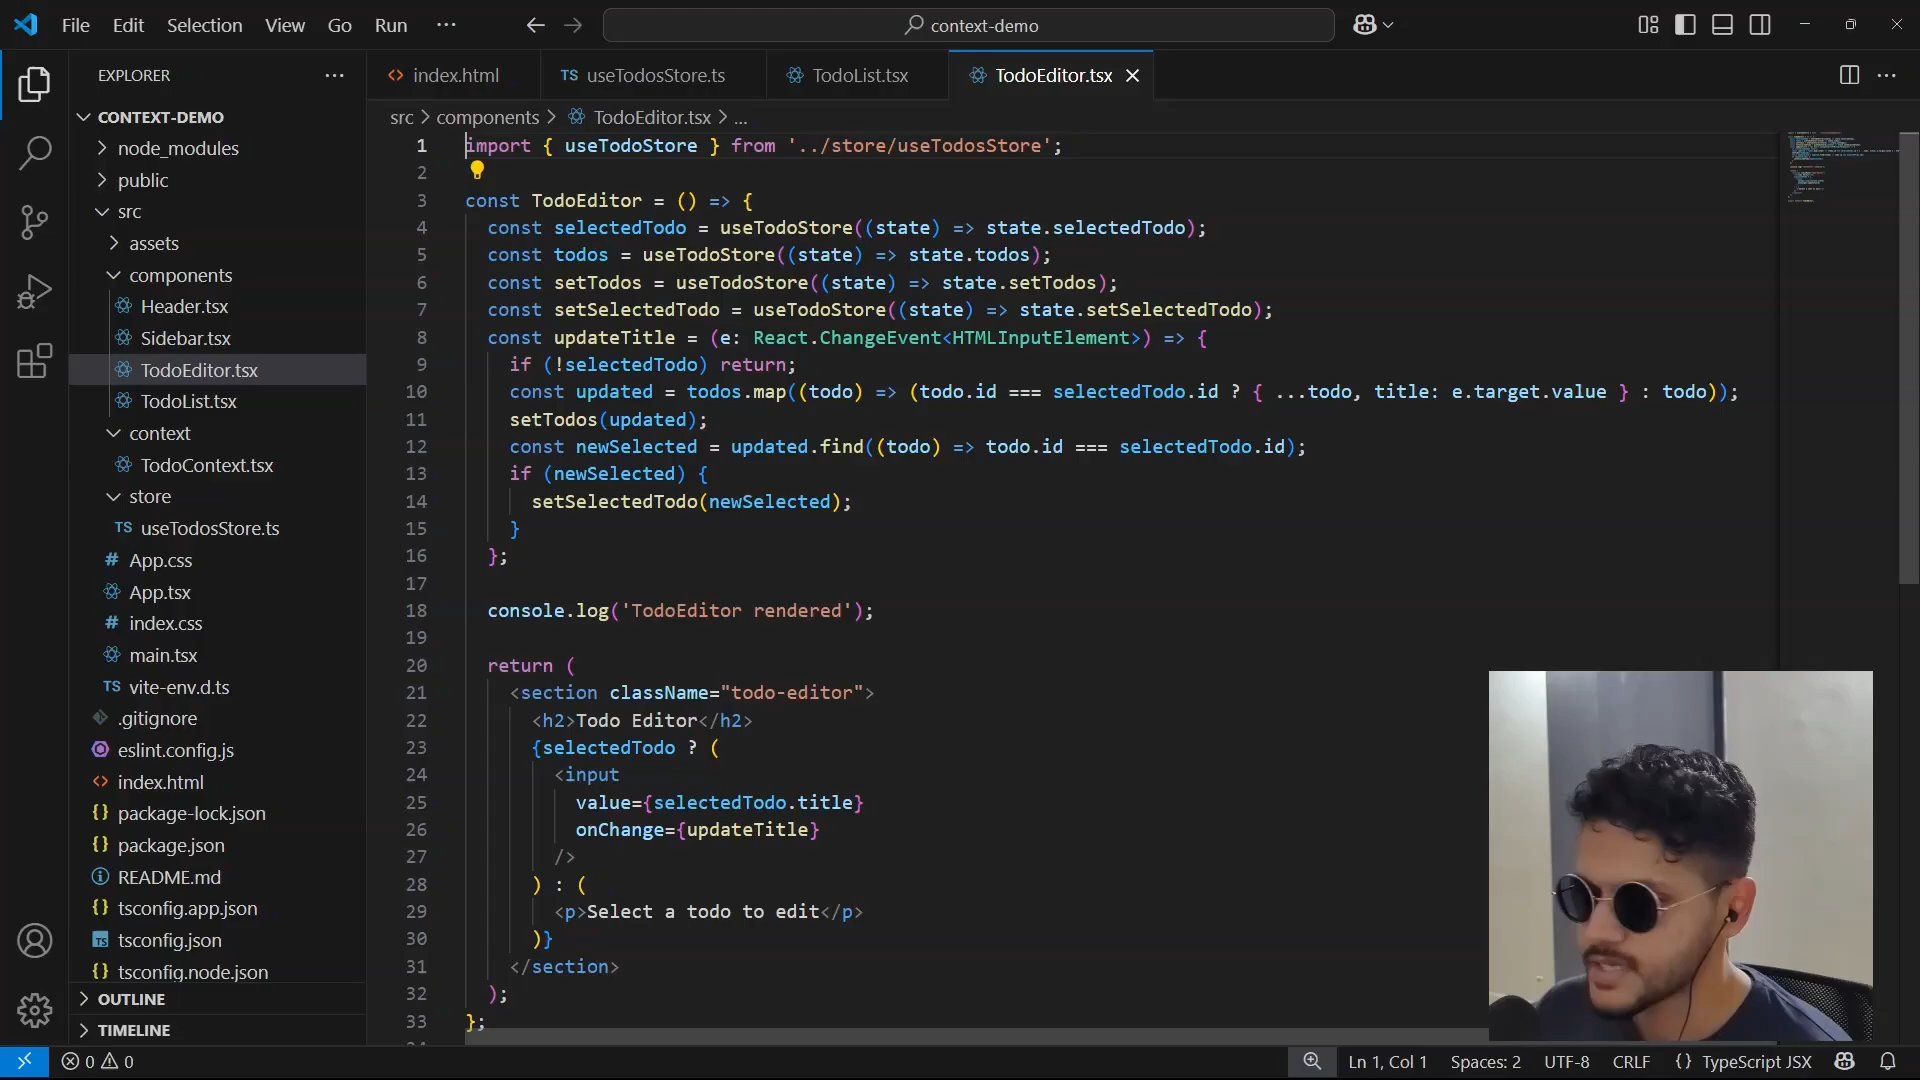 File Edit Selection View Go Run ··· context-demo
EXPLORER ···
CONTEXT-DEMO
node_modules
public
src
assets
components
Header.tsx
Sidebar.tsx
TodoEditor.tsx
TodoList.tsx
context
TodoContext.tsx
store
TS useTodosStore.ts
# App.css
App.tsx
# index.css
main.tsx
TS vite-env.d.ts
.gitignore
eslint.config.js
<> index.html
{} package-lock.json
{} package.json
README.md
{} tsconfig.app.json
TS tsconfig.json
{} tsconfig.node.json
OUTLINE
TIMELINE
<> index.html TS useTodosStore.ts TodoList.tsx TodoEditor.tsx
src > components > TodoEditor.tsx > ...
1 import { useTodoStore } from '../store/useTodosStore';
2
3 const TodoEditor = () => {
4 const selectedTodo = useTodoStore((state) => state.selectedTodo);
5 const todos = useTodoStore((state) => state.todos);
6 const setTodos = useTodoStore((state) => state.setTodos);
7 const setSelectedTodo = useTodoStore((state) => state.setSelectedTodo);
8 const updateTitle = (e: React.ChangeEvent<HTMLInputElement>) => {
9 if (!selectedTodo) return;
10 const updated = todos.map((todo) => (todo.id === selectedTodo.id ? { ...todo, title: e.target.value } : todo));
11 setTodos(updated);
12 const newSelected = updated.find((todo) => todo.id === selectedTodo.id);
13 if (newSelected) {
14 setSelectedTodo(newSelected);
15 }
16 };
17
18 console.log('TodoEditor rendered');
19
20 return (
21 <section className="todo-editor">
22 <h2>Todo Editor</h2>
23 {selectedTodo ? (
24 <input
25 value={selectedTodo.title}
26 onChange={updateTitle}
27 />
28 ) : (
29 <p>Select a todo to edit</p>
30 )}
31 </section>
32 );
33 };
0 0 Ln 1, Col 1 Spaces: 2 UTF-8 CRLF {} TypeScript JSX